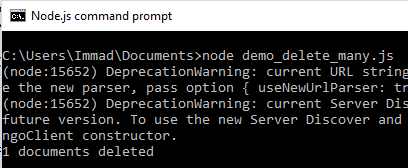 Node.js command prompt
C:\Users\Immad\Documents>node demo_delete_many.js
(node:15652) DeprecationWarning: current URL string
e the new parser, pass option { useNewUrlParser: tr
(node:15652) DeprecationWarning: current Server Dis
future version. To use the new Server Discover and
ngoClient constructor.
1 documents deleted